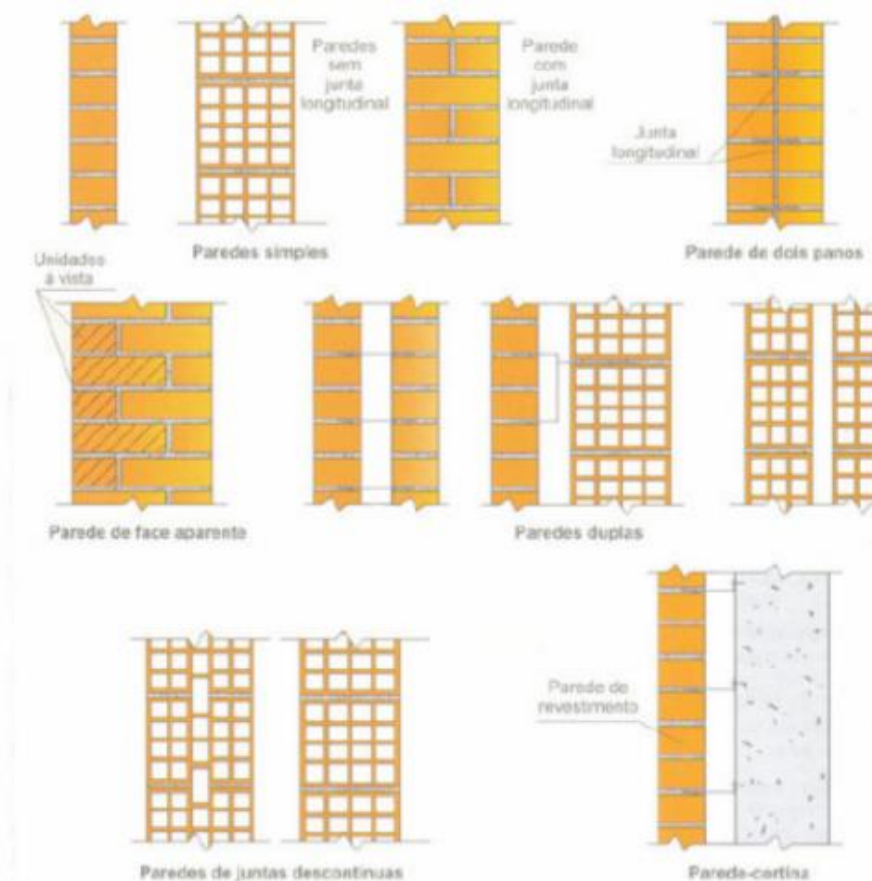 Paredes
sem
junta
longitudinal
Parede
com
junta
longitudinal
Junta
longitudinal
Paredes simples
Parede de dois panos
Unidades
à vista
Parede de face aparente
Paredes duplas
Parede de
revestimento
Paredes de juntas descontínuas
Parede-cortina